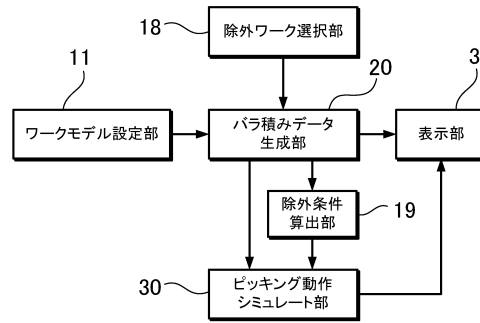 18
除外ワーク選択部
11
20
3
ワークモデル設定部
バラ積みデータ
生成部
表示部
除外条件
算出部
19
30
ピッキング動作
シミュレート部